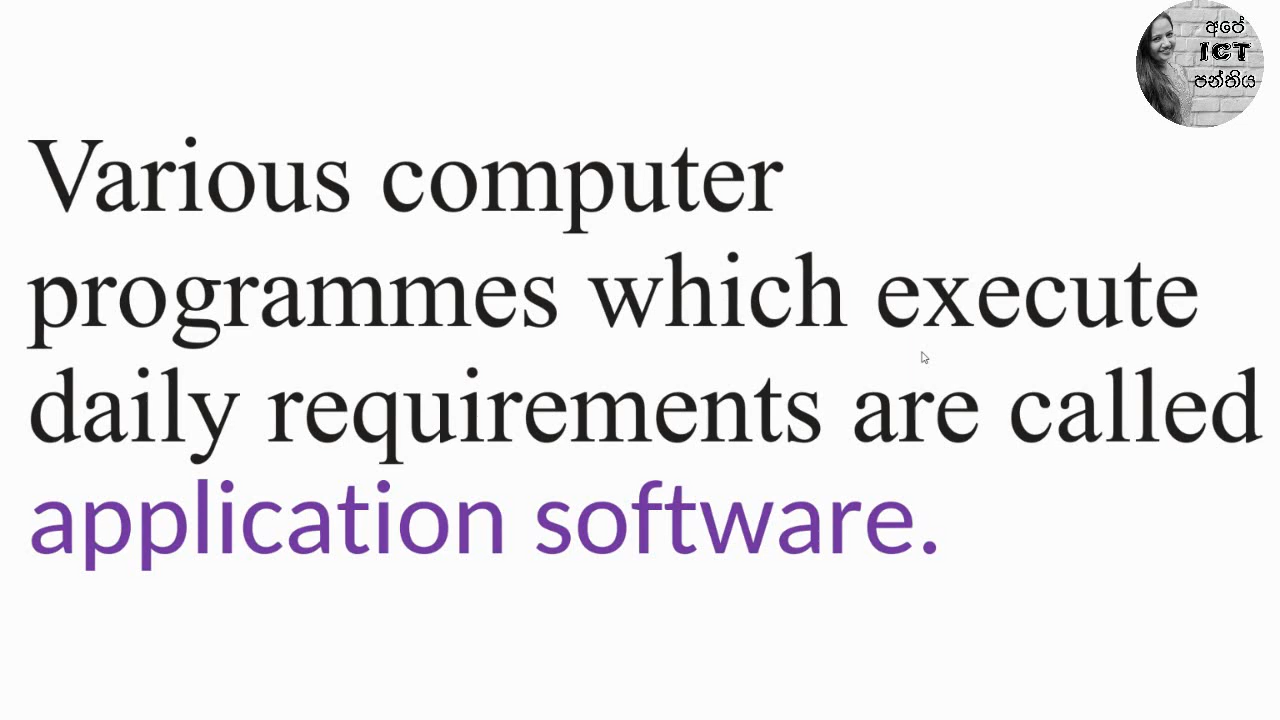 අපේ
ICT
පන්තිය
Various computer
programmes which execute
daily requirements are called
application software.